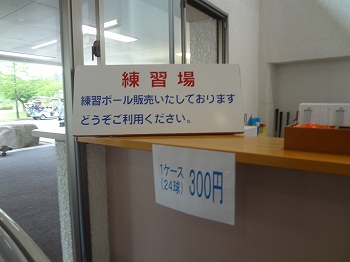 練習場
練習ボール販売いたしております
どうぞご利用ください。
1ケース
(24球) 300円